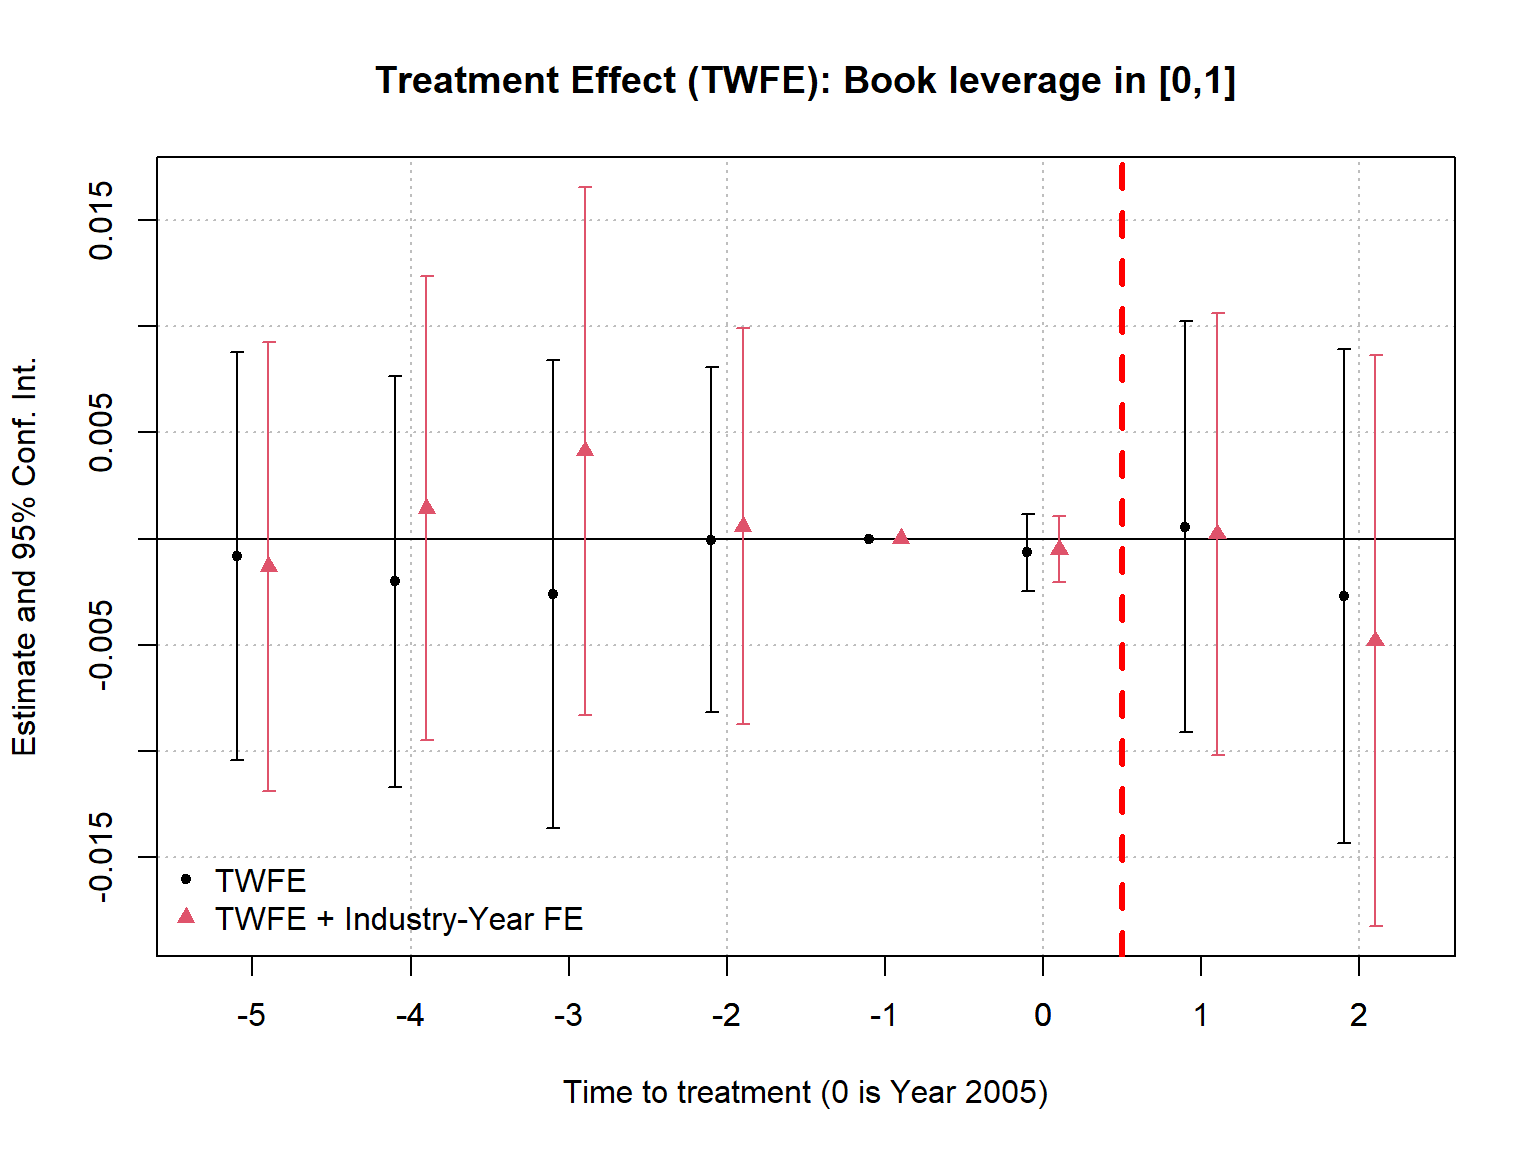 Treatment Effect (TWFE): Book leverage in [0,1]
Estimate and 95% Conf. Int.
0.015
0.005
-0.005
-0.015
TWFE
TWFE + Industry-Year FE
-5 -4 -3 -2 -1 0 1 2
Time to treatment (0 is Year 2005)